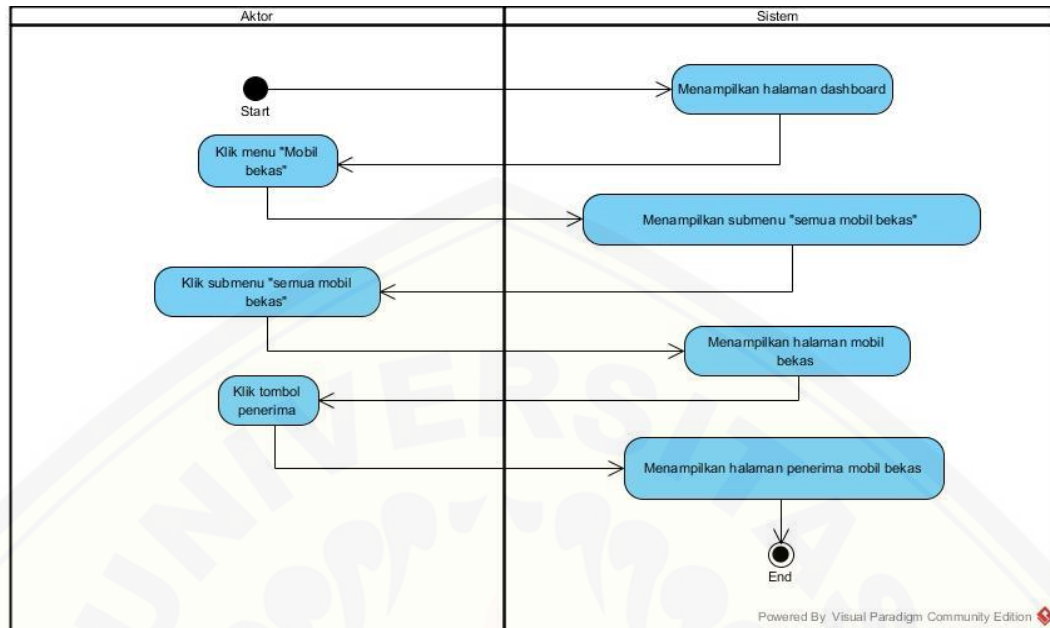 Aktor
Sistem
Start
Menampilkan halaman dashboard
Klik menu "Mobil
bekas"
Menampilkan submenu "semua mobil bekas"
Klik submenu "semua mobil
bekas"
Menampilkan halaman mobil
bekas
Klik tombol
penerima
Menampilkan halaman penerima mobil bekas
End
UNIVERSITAS
Powered By Visual Paradigm Community Edition